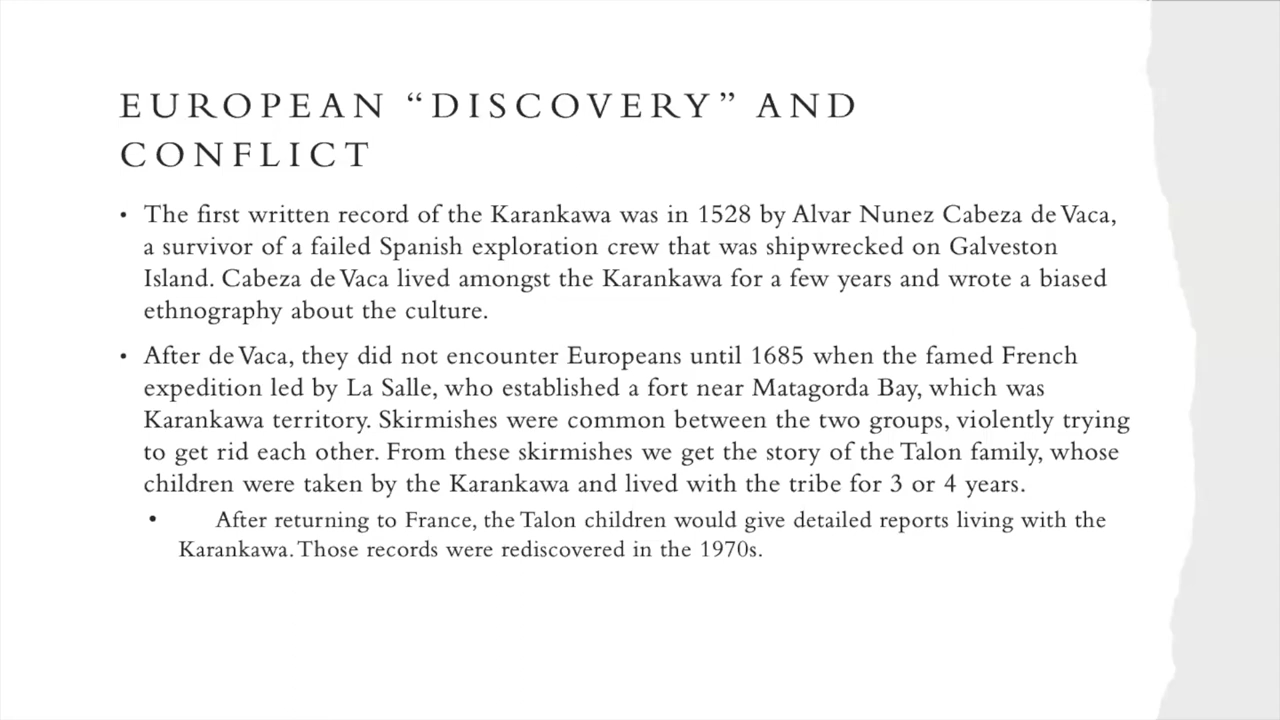 EUROPEAN “DISCOVERY” AND
CONFLICT
• The first written record of the Karankawa was in 1528 by Alvar Nunez Cabeza de Vaca,
a survivor of a failed Spanish exploration crew that was shipwrecked on Galveston
Island. Cabeza de Vaca lived amongst the Karankawa for a few years and wrote a biased
ethnography about the culture.
• After de Vaca, they did not encounter Europeans until 1685 when the famed French
expedition led by La Salle, who established a fort near Matagorda Bay, which was
Karankawa territory. Skirmishes were common between the two groups, violently trying
to get rid each other. From these skirmishes we get the story of the Talon family, whose
children were taken by the Karankawa and lived with the tribe for 3 or 4 years.
• After returning to France, the Talon children would give detailed reports living with the
Karankawa. Those records were rediscovered in the 1970s.